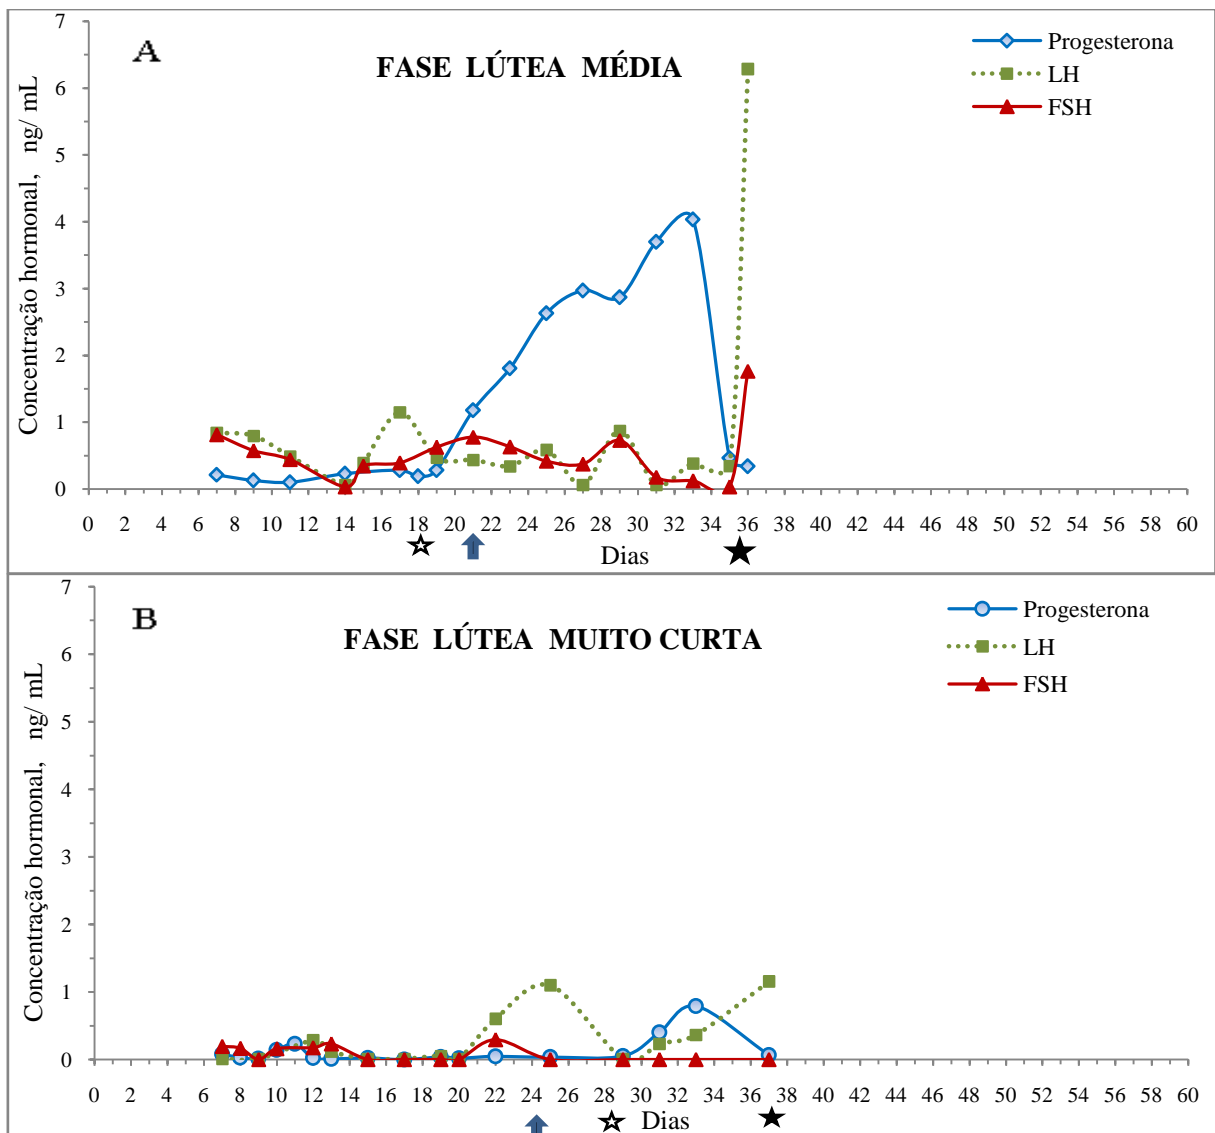 A
FASE LÚTEA MÉDIA
Progesterona
LH
FSH
Concentração hormonal, ng/ mL
7
6
5
4
3
2
1
0
0 2 4 6 8 10 12 14 16 18 20 22 24 26 28 30 32 34 36 38 40 42 44 46 48 50 52 54 56 58 60
Dias
B
FASE LÚTEA MUITO CURTA
Progesterona
LH
FSH
Concentração hormonal, ng/ mL
7
6
5
4
3
2
1
0
0 2 4 6 8 10 12 14 16 18 20 22 24 26 28 30 32 34 36 38 40 42 44 46 48 50 52 54 56 58 60
Dias